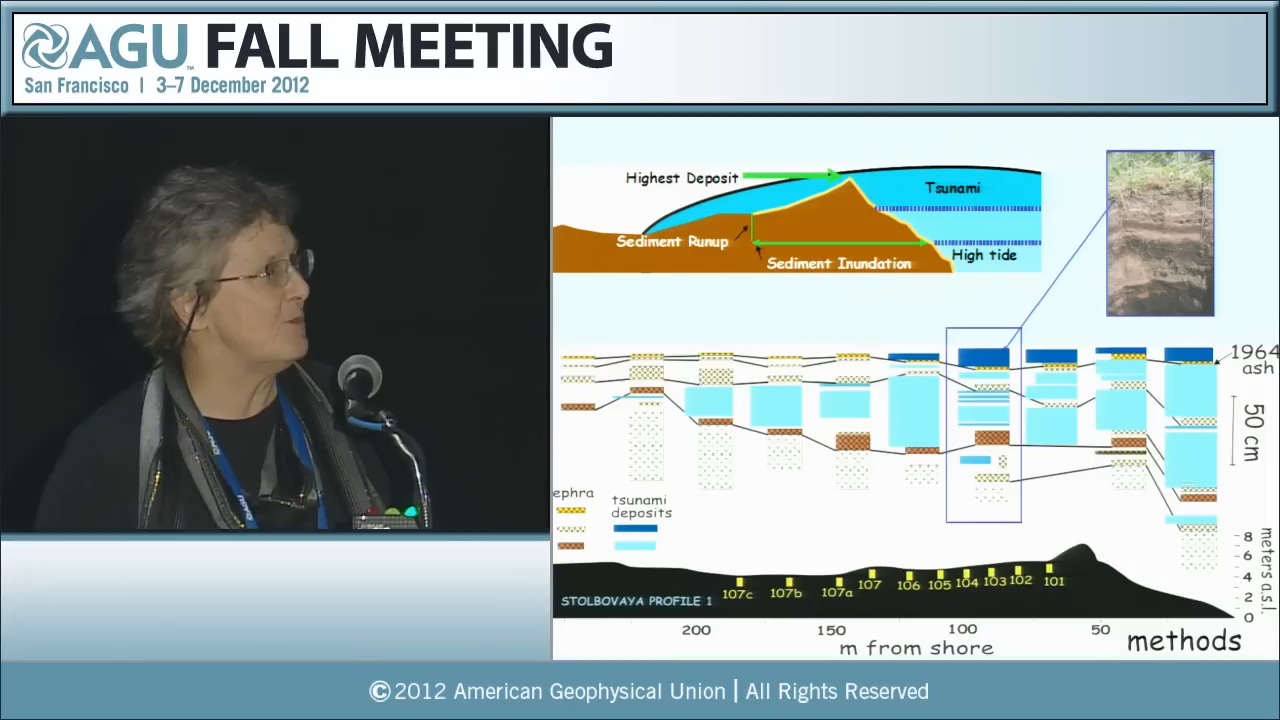 AGU™ FALL MEETING
San Francisco | 3–7 December 2012
Highest Deposit
Tsunami
Sediment Runup
High tide
Sediment Inundation
1964
ash
50 cm
ephra
tsunami
deposits
meters a.s.l.
8
6
4
2
0
107c 107b 107a 107 106 105 104 103 102 101
STOLBOVAYA PROFILE 1
200 150 100 50
m from shore
methods
©2012 American Geophysical Union | All Rights Reserved